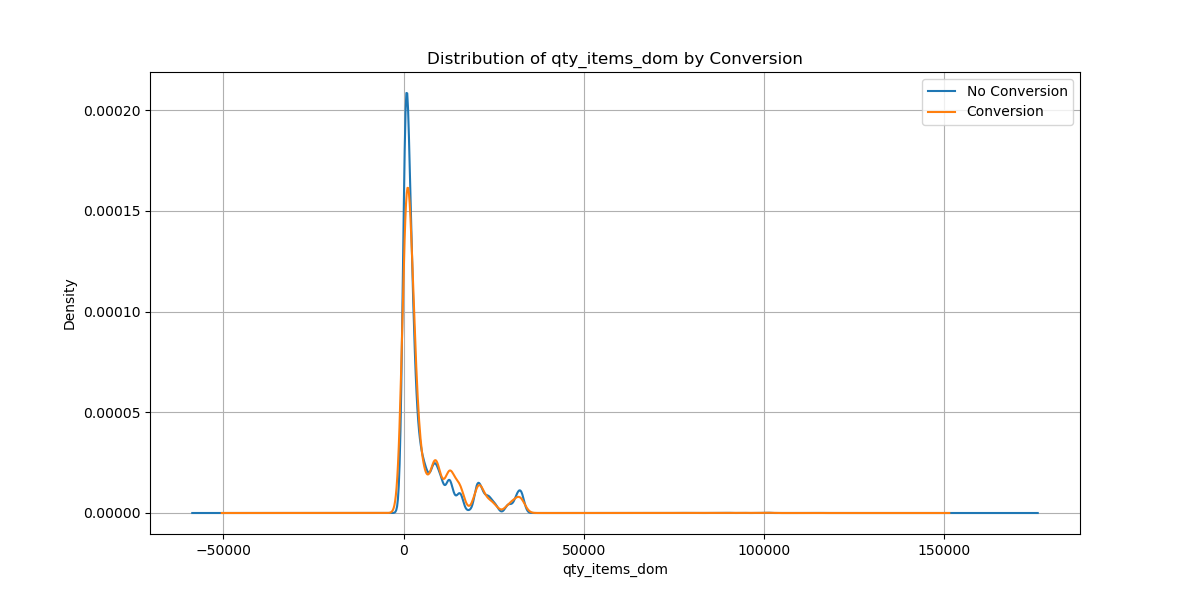 Distribution of qty_items_dom by Conversion
No Conversion
Conversion
0.00020
0.00015
0.00010
0.00005
0.00000
Density
−50000 0 50000 100000 150000
qty_items_dom